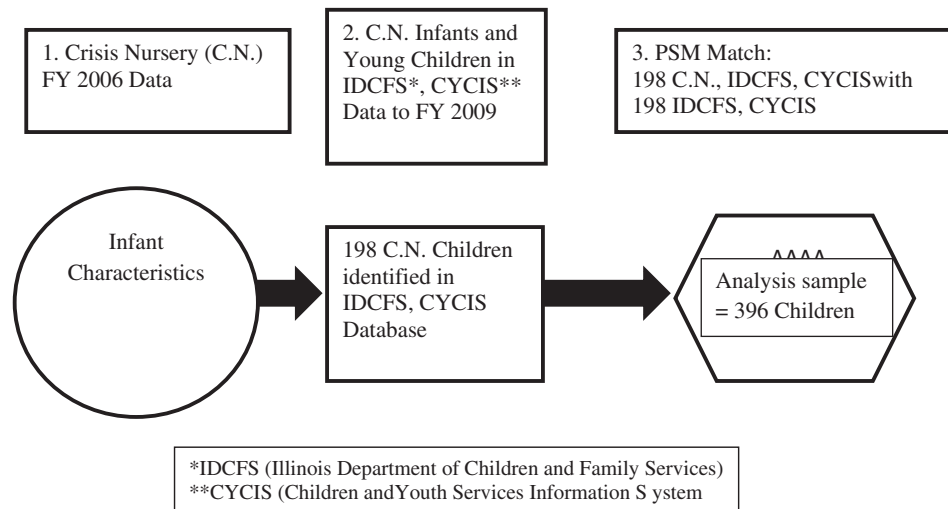 1. Crisis Nursery (C.N.)
FY 2006 Data
2. C.N. Infants and
Young Children in
IDCFS*, CYCIS**
Data to FY 2009
3. PSM Match:
198 C.N., IDCFS, CYCISwith
198 IDCFS, CYCIS
Infant
Characteristics
198 C.N. Children
identified in
IDCFS, CYCIS
Database
Analysis sample
= 396 Children
*IDCFS (Illinois Department of Children and Family Services)
**CYCIS (Children andYouth Services Information S ystem